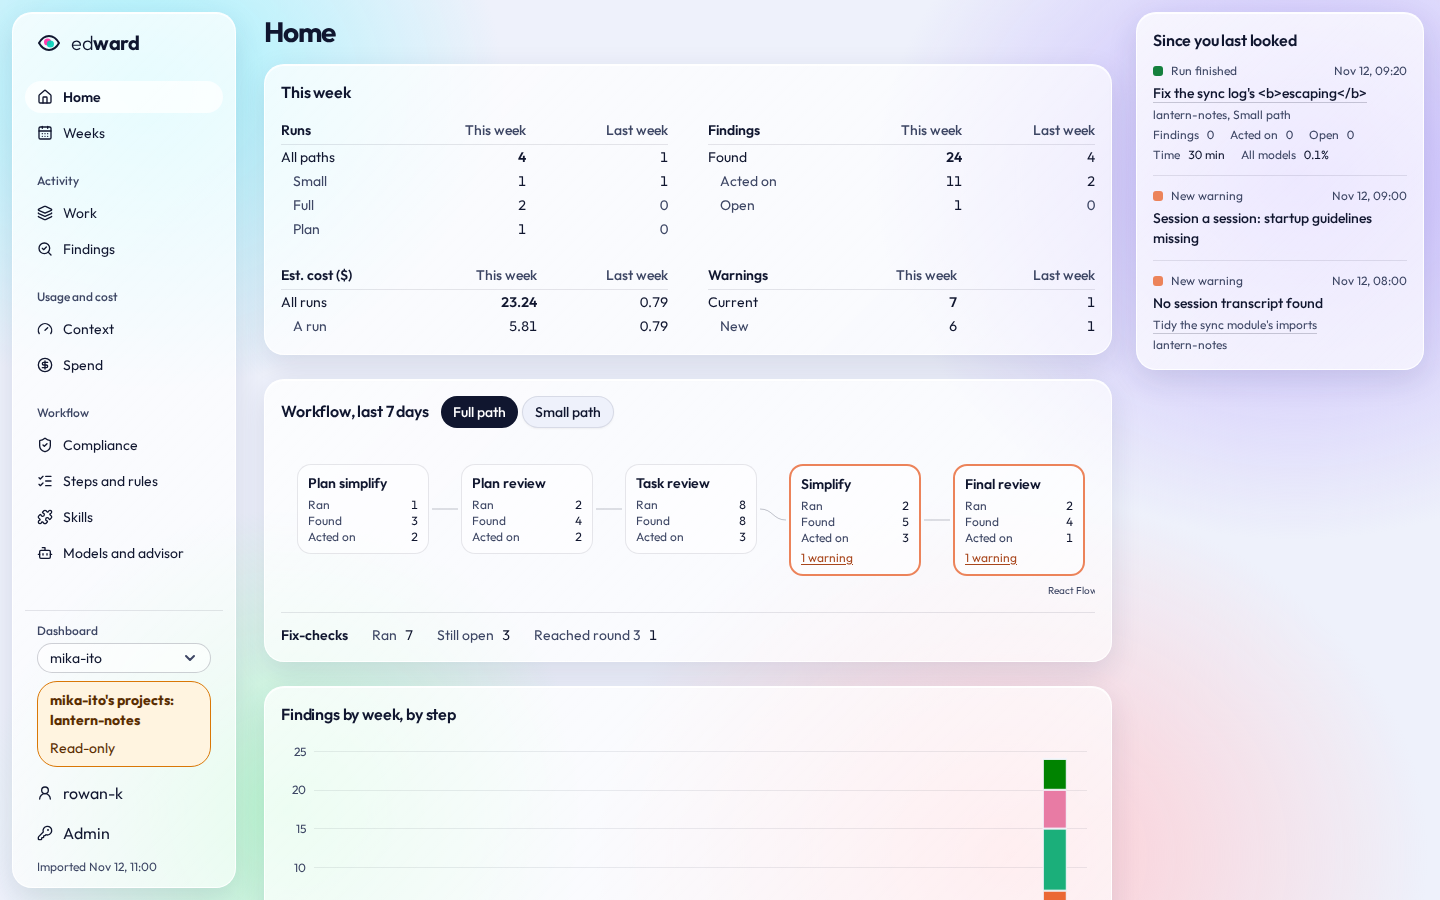 edward
Home
Weeks
Activity
Work
Findings
Usage and cost
Context
Spend
Workflow
Compliance
Steps and rules
Skills
Models and advisor
Dashboard
mika-ito
mika-ito's projects:
lantern-notes
Read-only
rowan-k
Admin
Imported Nov 12, 11:00
Home
This week
Runs This week Last week
All paths 4 1
Small 1 1
Full 2 0
Plan 1 0
Findings This week Last week
Found 24 4
Acted on 11 2
Open 1 0
Est. cost ($) This week Last week
All runs 23.24 0.79
A run 5.81 0.79
Warnings This week Last week
Current 7 1
New 6 1
Workflow, last 7 days Full path Small path
Plan simplify
Ran 1
Found 3
Acted on 2
Plan review
Ran 2
Found 4
Acted on 2
Task review
Ran 8
Found 8
Acted on 3
Simplify
Ran 2
Found 5
Acted on 3
1 warning
Final review
Ran 2
Found 4
Acted on 1
1 warning
React Flow
Fix-checks Ran 7 Still open 3 Reached round 3 1
Findings by week, by step
25
20
15
10
Since you last looked
Run finished Nov 12, 09:20
Fix the sync log's <b>escaping</b>
lantern-notes, Small path
Findings 0 Acted on 0 Open 0
Time 30 min All models 0.1%
New warning Nov 12, 09:00
Session a session: startup guidelines
missing
New warning Nov 12, 08:00
No session transcript found
Tidy the sync module's imports
lantern-notes